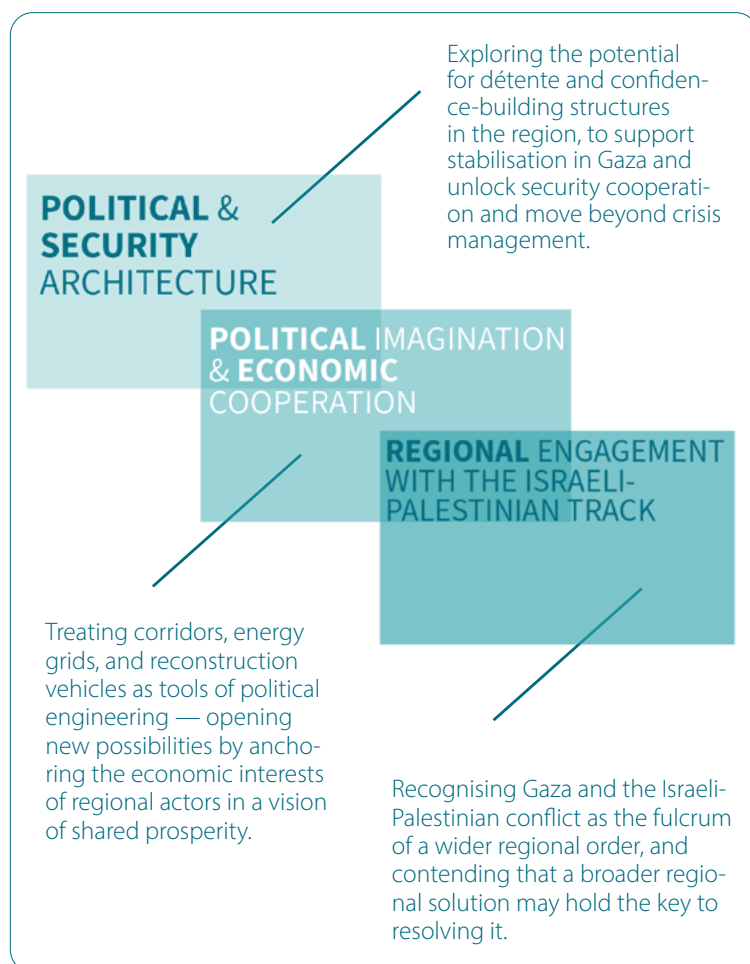 Exploring the potential
for détente and confiden-
ce-building structures
in the region, to support
stabilisation in Gaza and
unlock security cooperati-
on and move beyond crisis
management.
POLITICAL &
SECURITY
ARCHITECTURE
POLITICAL IMAGINATION
& ECONOMIC
COOPERATION
REGIONAL ENGAGEMENT
WITH THE ISRAELI-
PALESTINIAN TRACK
Treating corridors, energy
grids, and reconstruction
vehicles as tools of political
engineering — opening
new possibilities by ancho-
ring the economic interests
of regional actors in a vision
of shared prosperity.
Recognising Gaza and the Israeli-
Palestinian conflict as the fulcrum
of a wider regional order, and
contending that a broader regio-
nal solution may hold the key to
resolving it.